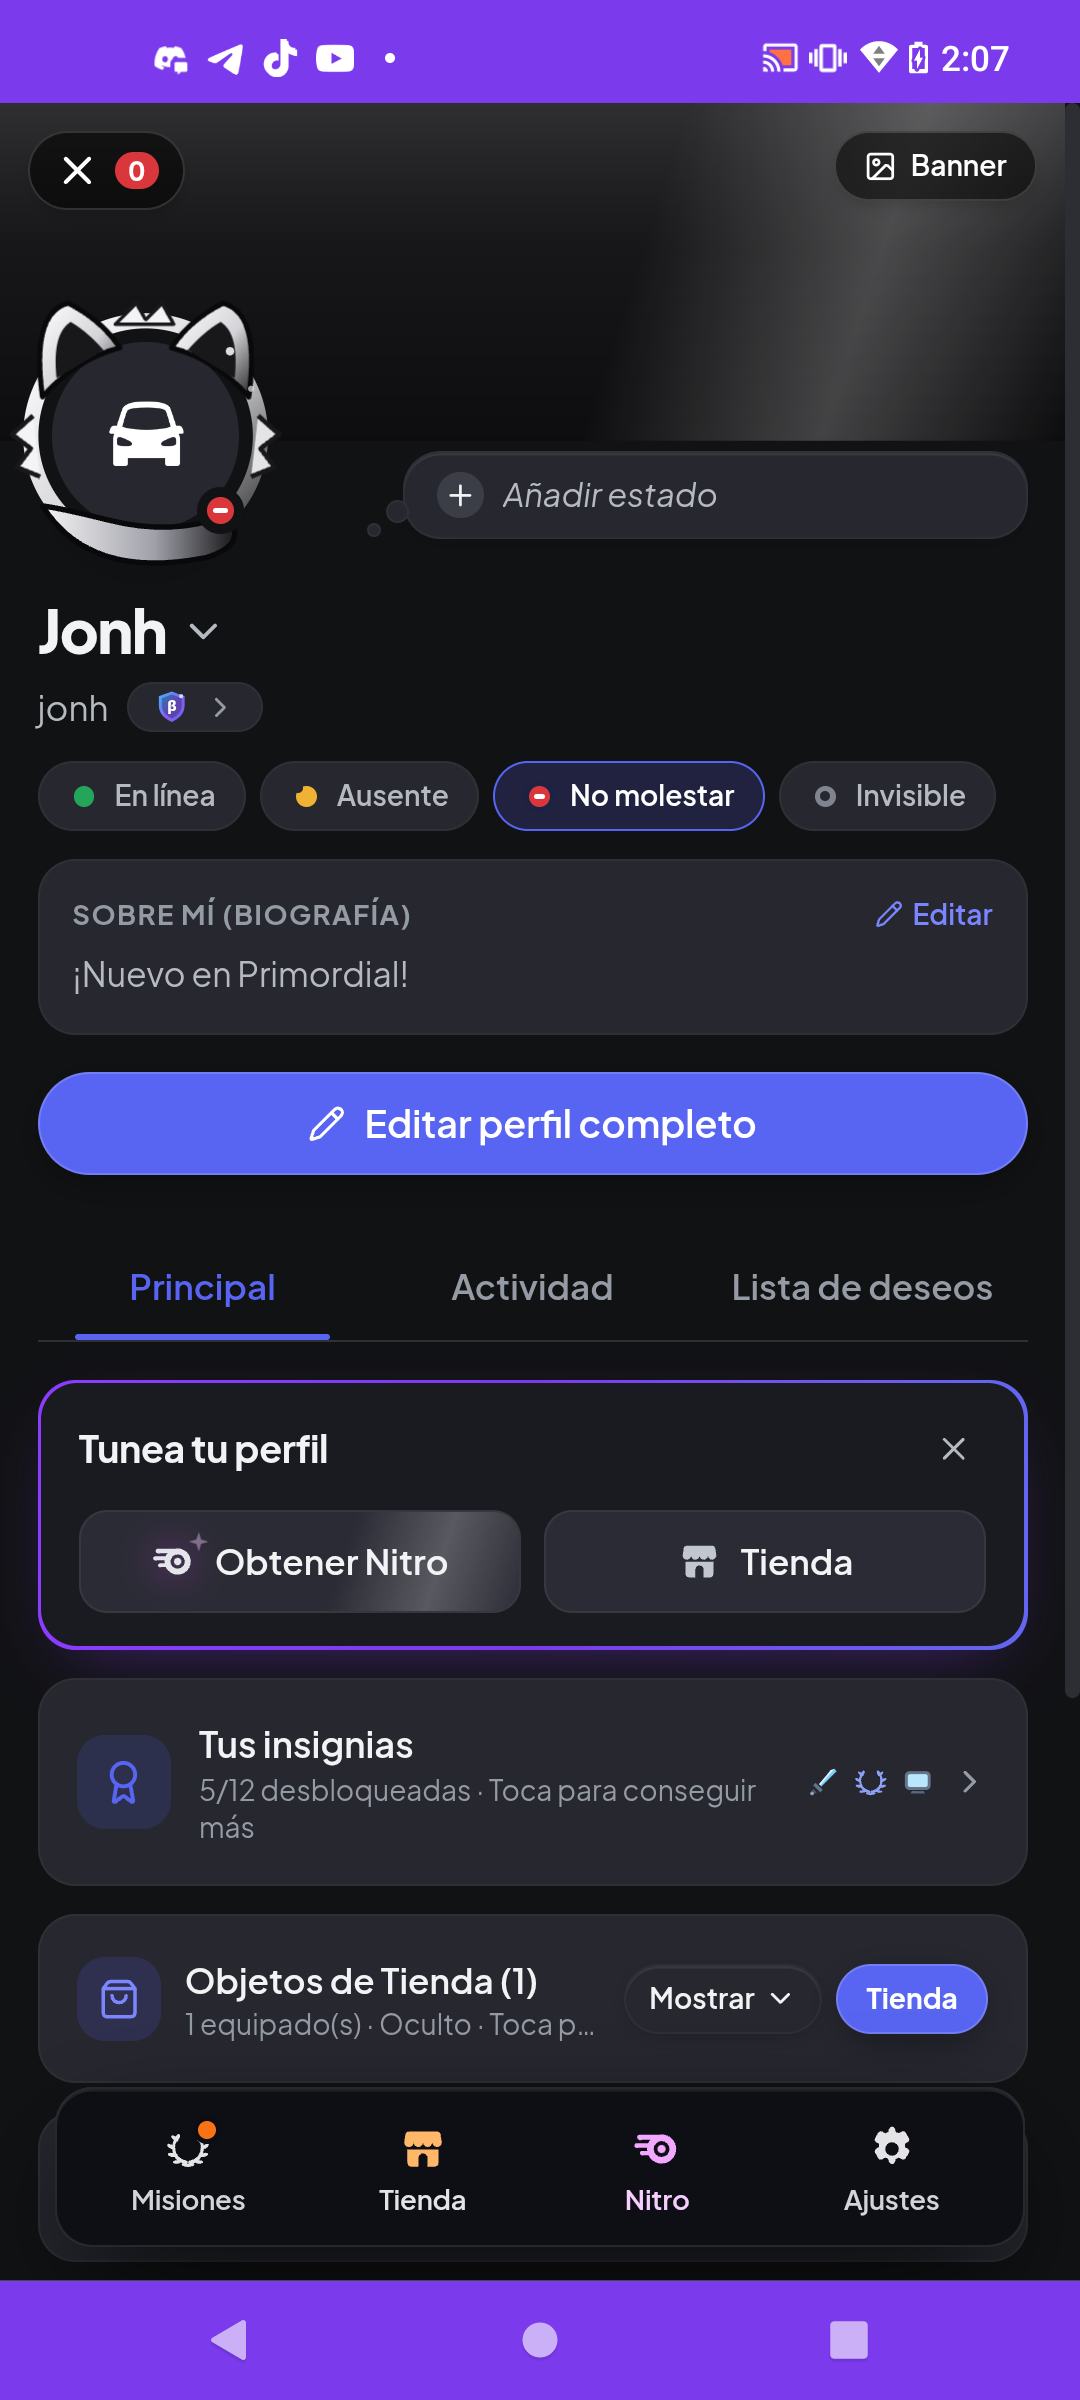 2:07
0
Banner
Añadir estado
Jonh
jonh
β
En línea
Ausente
No molestar
Invisible
SOBRE MÍ (BIOGRAFÍA)
Editar
¡Nuevo en Primordial!
Editar perfil completo
Principal
Actividad
Lista de deseos
Tunea tu perfil
Obtener Nitro
Tienda
Tus insignias
5/12 desbloqueadas · Toca para conseguir
más
Objetos de Tienda (1)
1 equipado(s) · Oculto · Toca p...
Mostrar
Tienda
Misiones
Tienda
Nitro
Ajustes